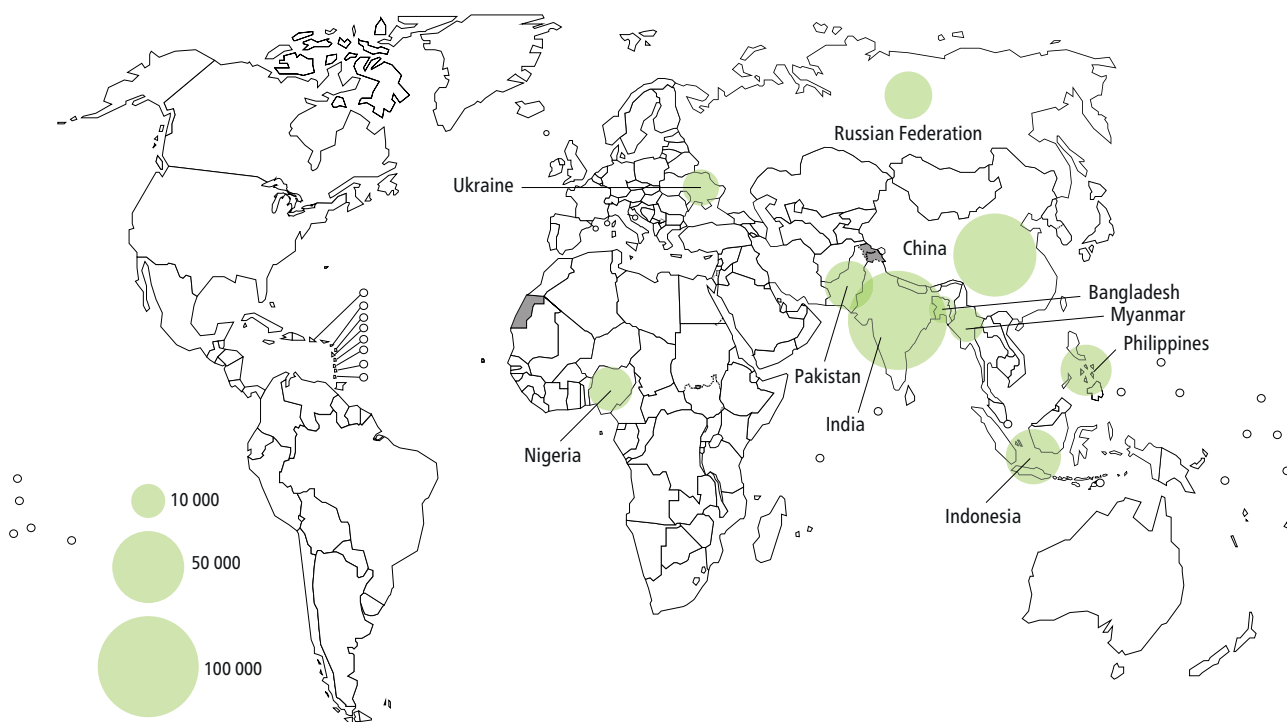 Russian Federation
Ukraine
China
Bangladesh
Myanmar
Philippines
Pakistan
India
Nigeria
Indonesia
10 000
50 000
100 000